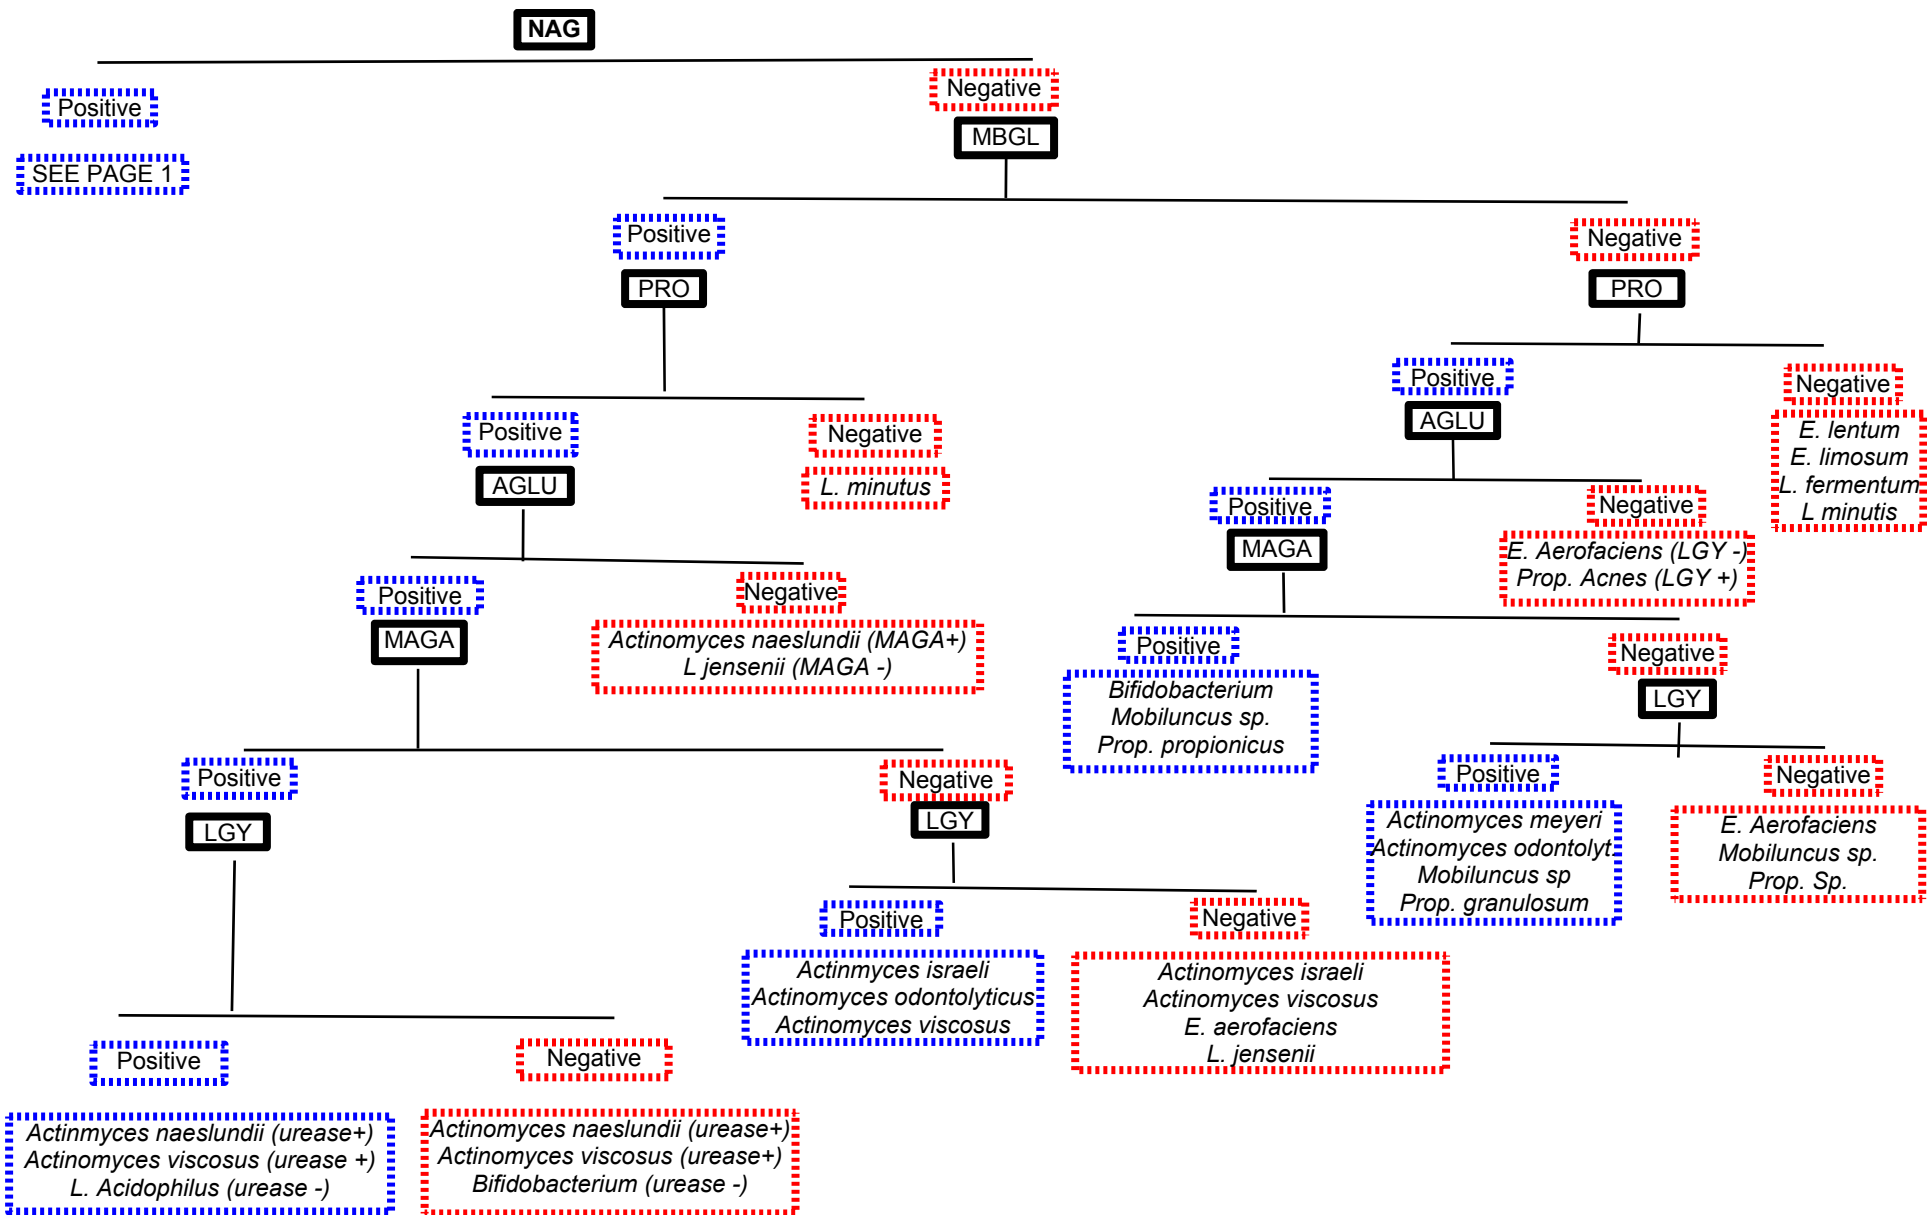 NAG
Positive
Negative
SEE PAGE 1
MBGL
Positive
Negative
PRO
PRO
Positive
Negative
AGLU
E. lentum
E. limosum
L. fermentum
L minutis
Positive
Negative
AGLU
L. minutus
Positive
Negative
MAGA
E. Aerofaciens (LGY -)
Prop. Acnes (LGY +)
Positive
Negative
MAGA
Actinomyces naeslundii (MAGA+)
L jensenii (MAGA -)
Positive
Negative
Bifidobacterium
Mobiluncus sp.
Prop. propionicus
LGY
Positive
Negative
Actinomyces meyeri
Actinomyces odontolyt.
Mobiluncus sp
Prop. granulosum
E. Aerofaciens
Mobiluncus sp.
Prop. Sp.
Positive
Negative
LGY
LGY
Positive
Negative
Actinmyces israeli
Actinomyces odontolyticus
Actinomyces viscosus
Actinomyces israeli
Actinomyces viscosus
E. aerofaciens
L. jensenii
Positive
Negative
Actinmyces naeslundii (urease+)
Actinomyces viscosus (urease +)
L. Acidophilus (urease -)
Actinomyces naeslundii (urease+)
Actinomyces viscosus (urease+)
Bifidobacterium (urease -)